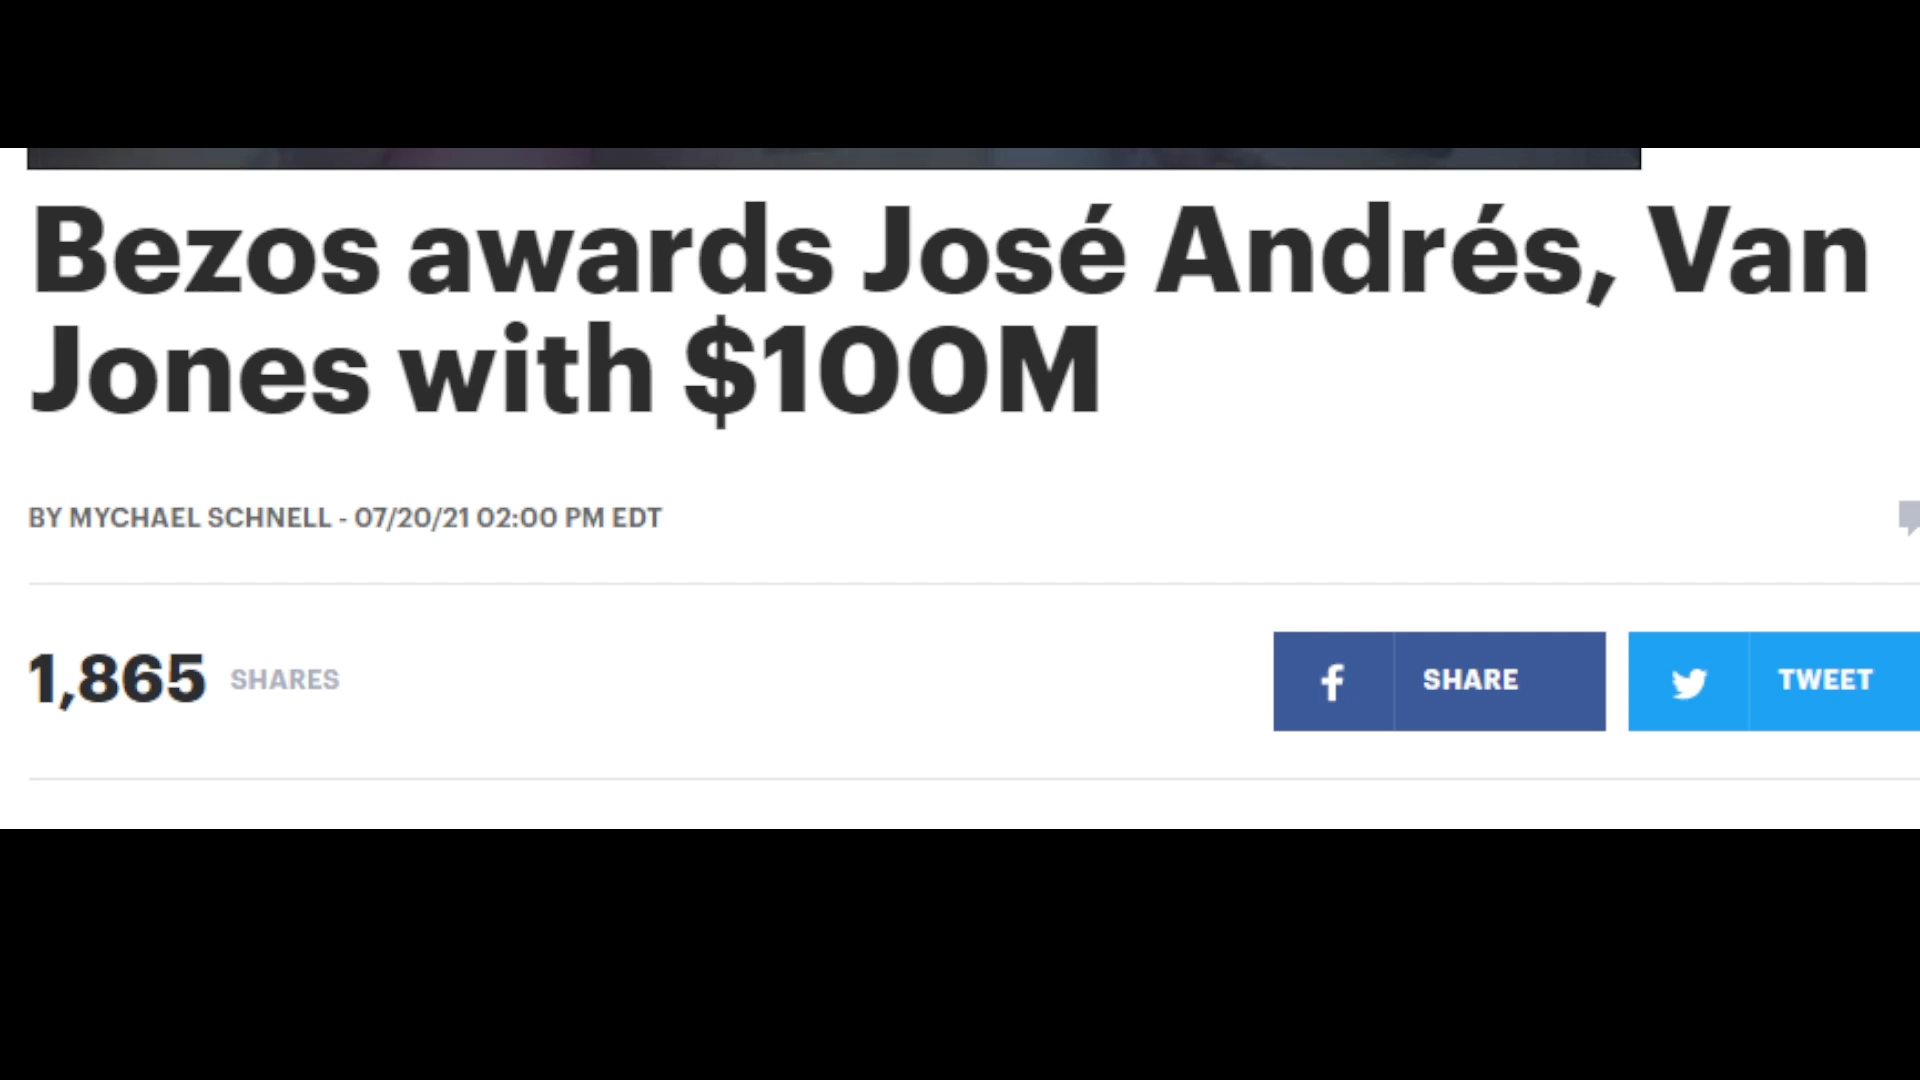 Bezos awards José Andrés, Van
Jones with $100M
BY MYCHAEL SCHNELL - 07/20/21 02:00 PM EDT
1,865 SHARES
SHARE
TWEET